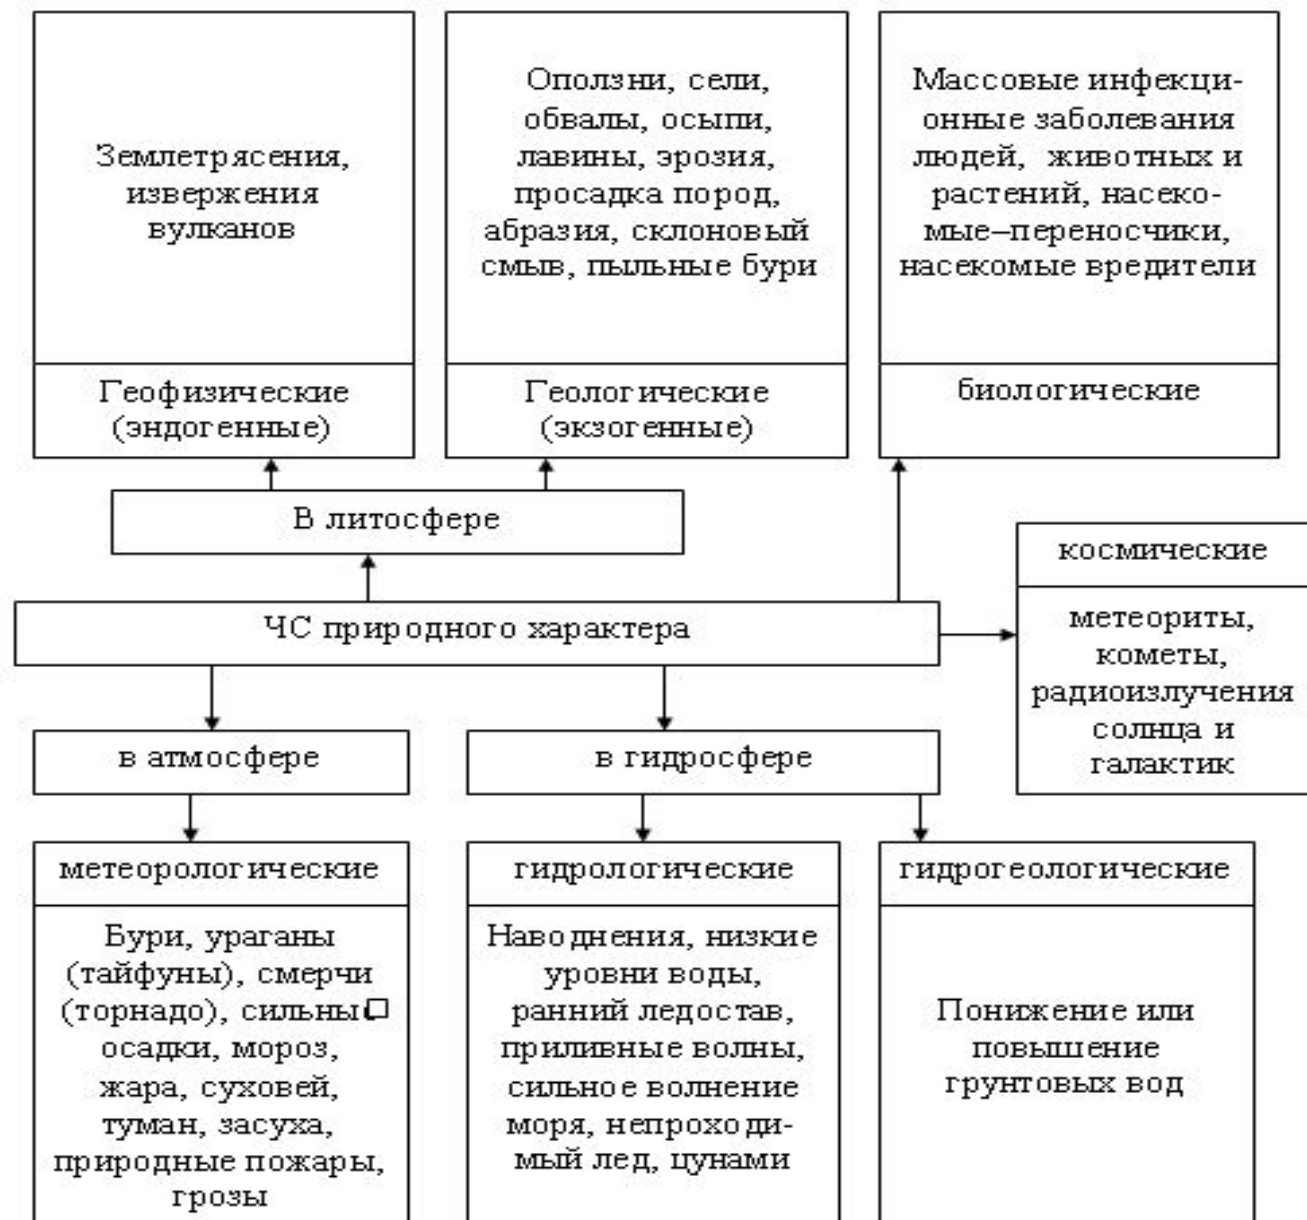 Землетрясения,
извержения
вулканов
Геофизические
(эндогенные)
Оползни, сели,
обвалы, осыпи,
лавины, эрозия,
просадка пород,
абразия, склоновый
смыв, пыльные бури
Геологические
(экзогенные)
Массовые инфекци-
онные заболевания
людей, животных и
растений, насеко-
мые–переносчики,
насекомые вредители
биологические
В литосфере
космические
метеориты,
кометы,
радиоизлучения
солнца и
галактик
ЧС природного характера
в атмосфере
в гидросфере
метеорологические
Бури, ураганы
(тайфуны), смерчи
(торнадо), сильные
осадки, мороз,
жара, суховей,
туман, засуха,
природные пожары,
грозы
гидрологические
Наводнения, низкие
уровни воды,
ранний ледостав,
приливные волны,
сильное волнение
моря, непроходи-
мый лед, цунами
гидрогеологические
Понижение или
повышение
грунтовых вод